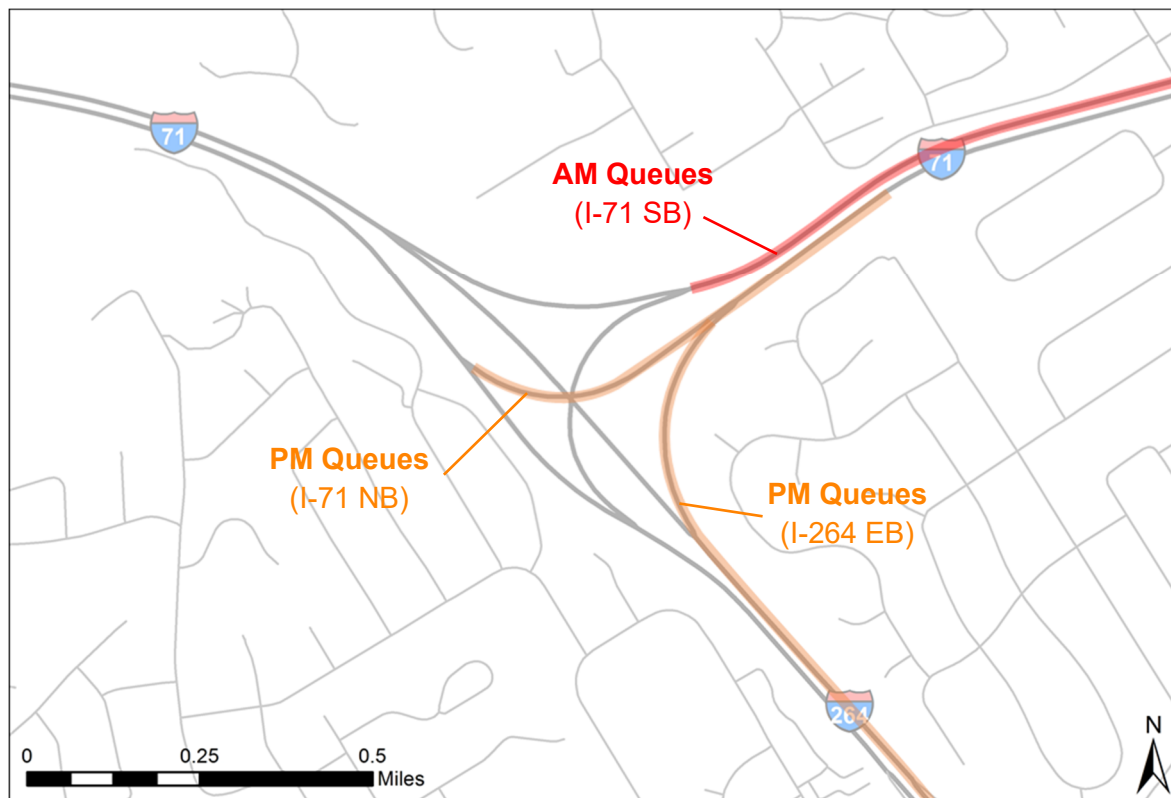 71
AM Queues
(I-71 SB)
71
PM Queues
(I-71 NB)
PM Queues
(I-264 EB)
264
0 0.25 0.5
Miles
N